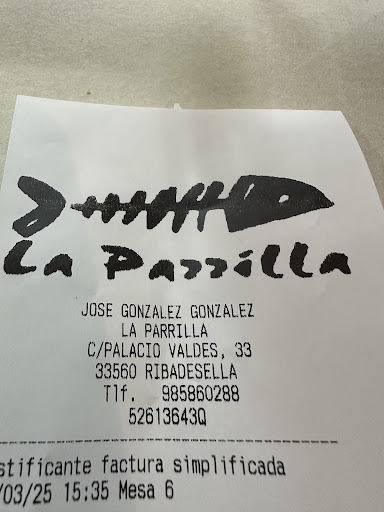 La Parrilla
JOSE GONZALEZ GONZALEZ
LA PARRILLA
C/PALACIO VALDES, 33
33560 RIBADESELLA
Tlf. 985860288
52613643Q
stificante factura simplificada
/03/25 15:35 Mesa 6